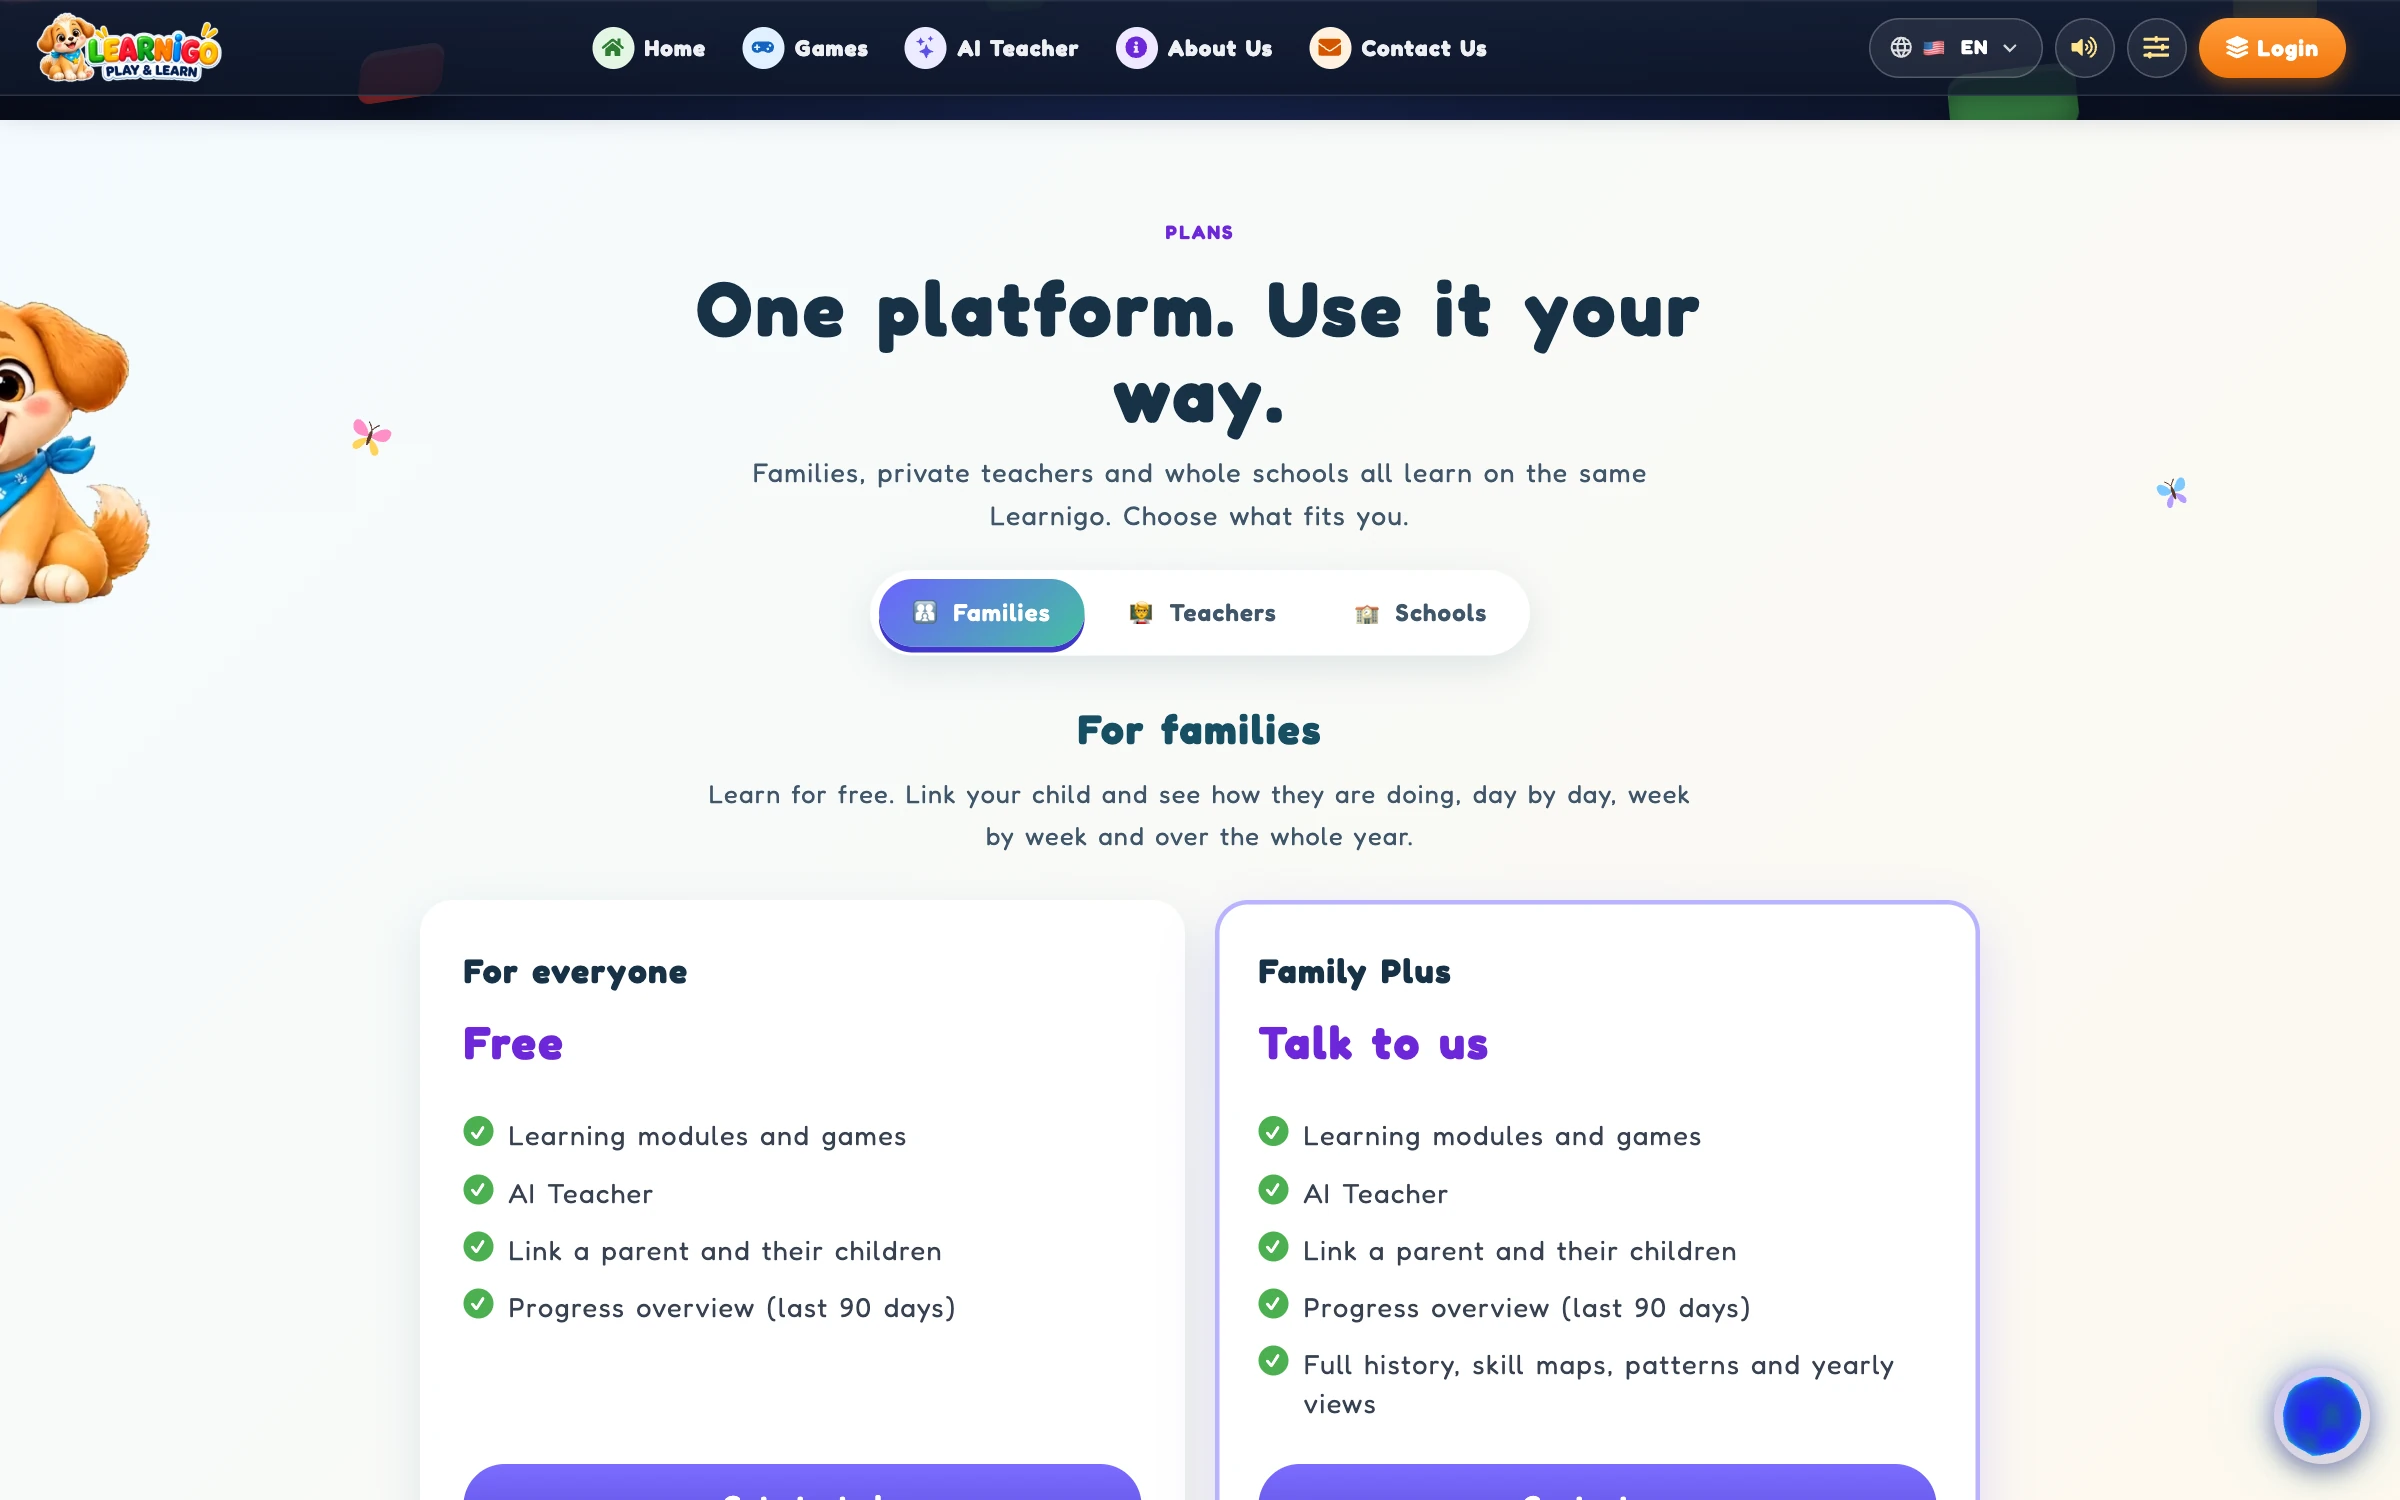 LEARNIGO
PLAY & LEARN
Home
Games
AI Teacher
About Us
Contact Us
EN
Login
PLANS
One platform. Use it your
way.
Families, private teachers and whole schools all learn on the same
Learnigo. Choose what fits you.
Families
Teachers
Schools
For families
Learn for free. Link your child and see how they are doing, day by day, week
by week and over the whole year.
For everyone
Free
Learning modules and games
AI Teacher
Link a parent and their children
Progress overview (last 90 days)
Family Plus
Talk to us
Learning modules and games
AI Teacher
Link a parent and their children
Progress overview (last 90 days)
Full history, skill maps, patterns and yearly
views